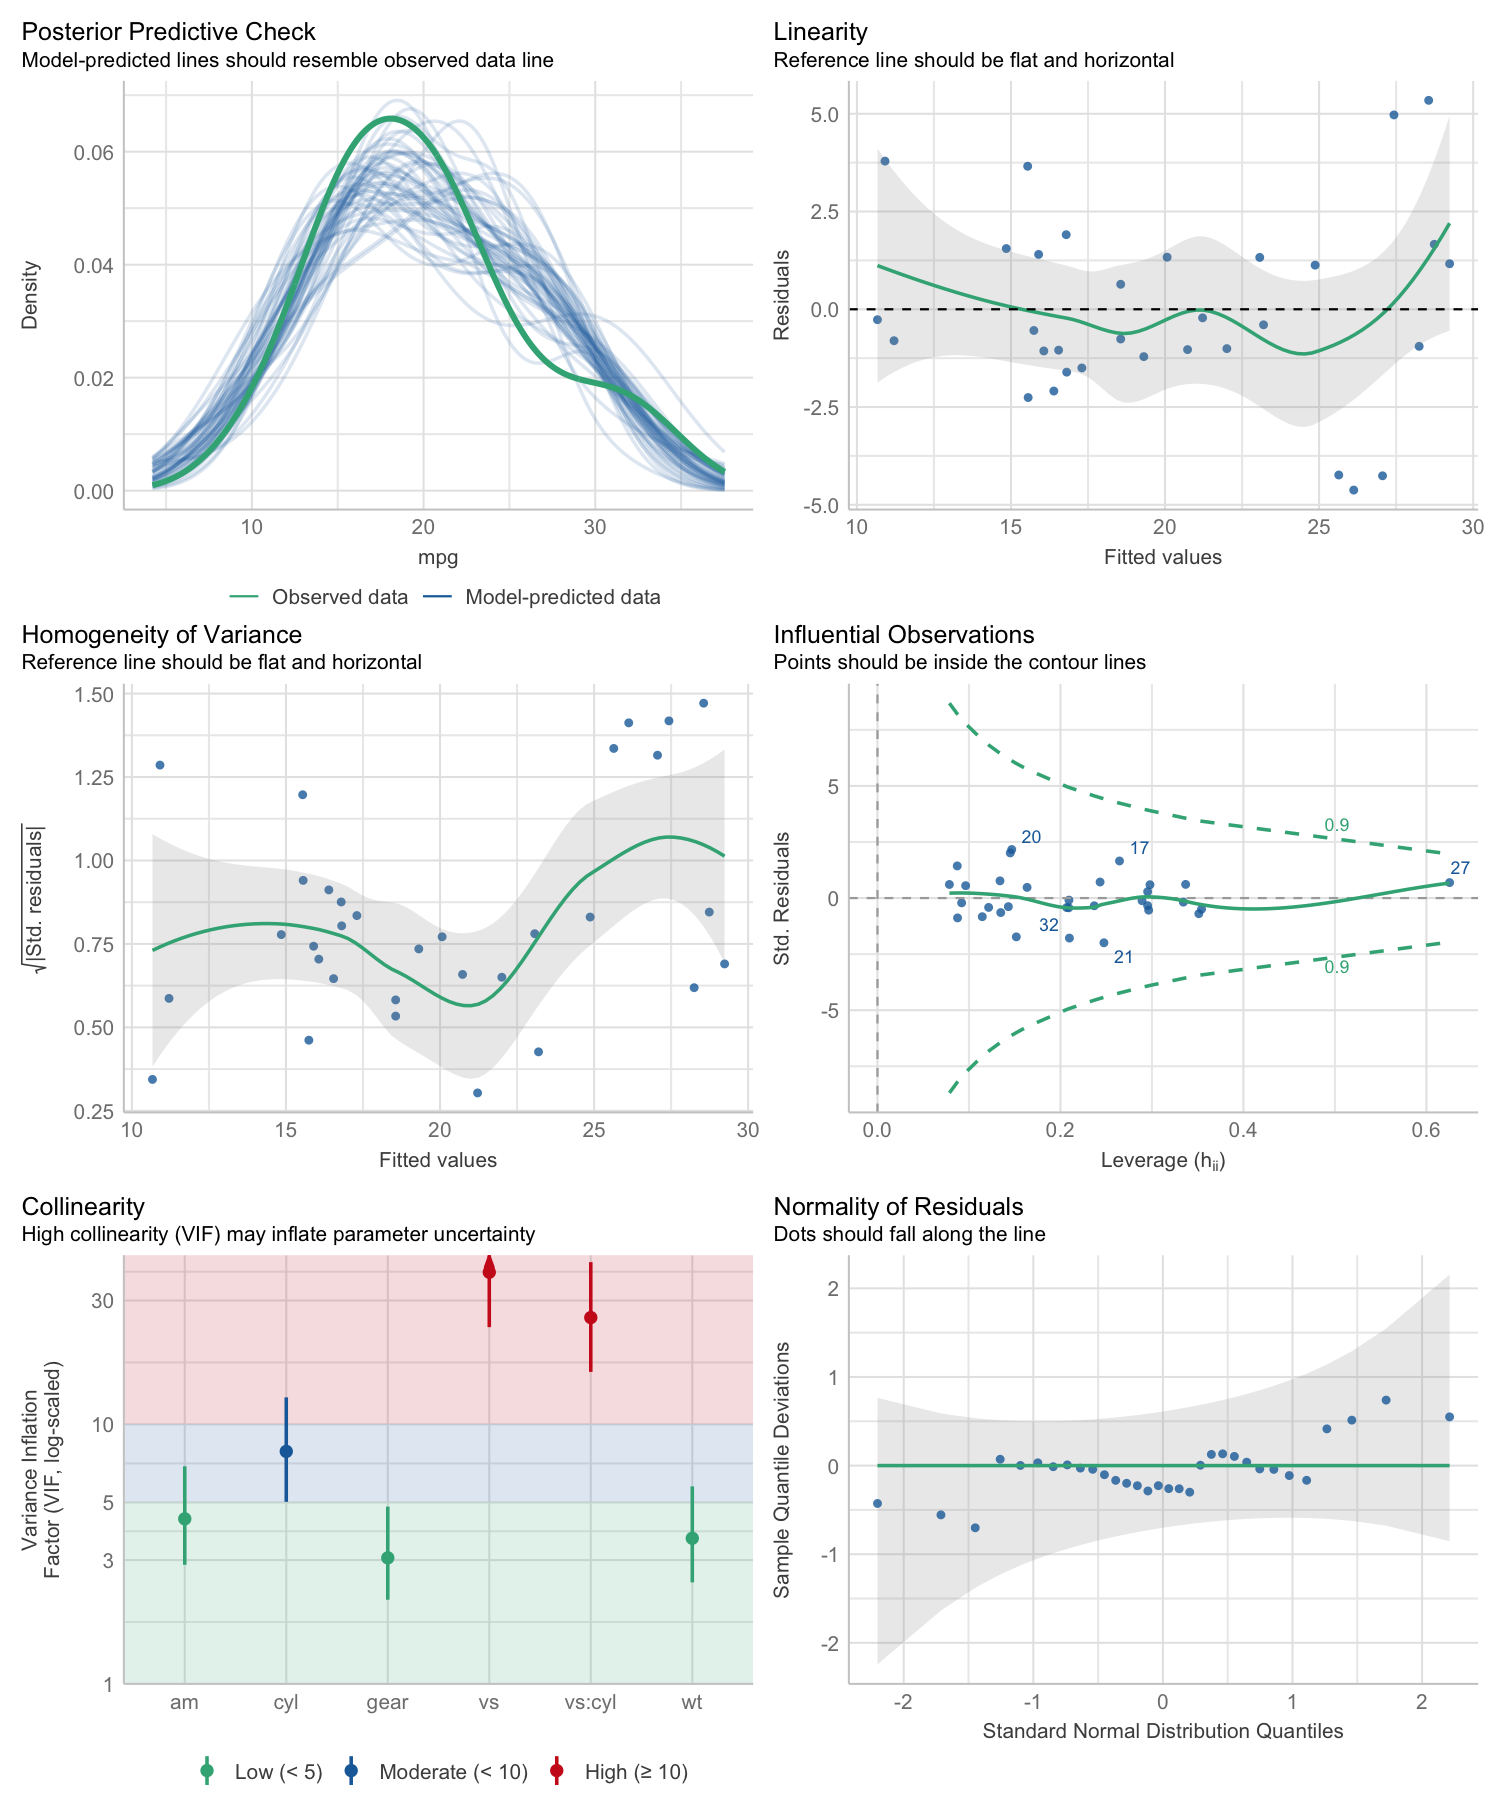 Posterior Predictive Check
Model-predicted lines should resemble observed data line
Density
0.06
0.04
0.02
0.00
10
20
30
mpg
Observed data
Model-predicted data
Linearity
Reference line should be flat and horizontal
Residuals
5.0
2.5
0.0
-2.5
-5.0
10
15
20
25
30
Fitted values
Homogeneity of Variance
Reference line should be flat and horizontal
√|Std. residuals|
1.50
1.25
1.00
0.75
0.50
0.25
10
15
20
25
30
Fitted values
Influential Observations
Points should be inside the contour lines
Std. Residuals
5
0
-5
20
17
27
32
21
0.9
0.9
0.0
0.2
0.4
0.6
Leverage (hᵢᵢ)
Collinearity
High collinearity (VIF) may inflate parameter uncertainty
Variance Inflation
Factor (VIF, log-scaled)
30
10
5
3
1
am
cyl
gear
vs
vs:cyl
wt
Low (< 5)
Moderate (< 10)
High (≥ 10)
Normality of Residuals
Dots should fall along the line
Sample Quantile Deviations
2
1
0
-1
-2
-2
-1
0
1
2
Standard Normal Distribution Quantiles